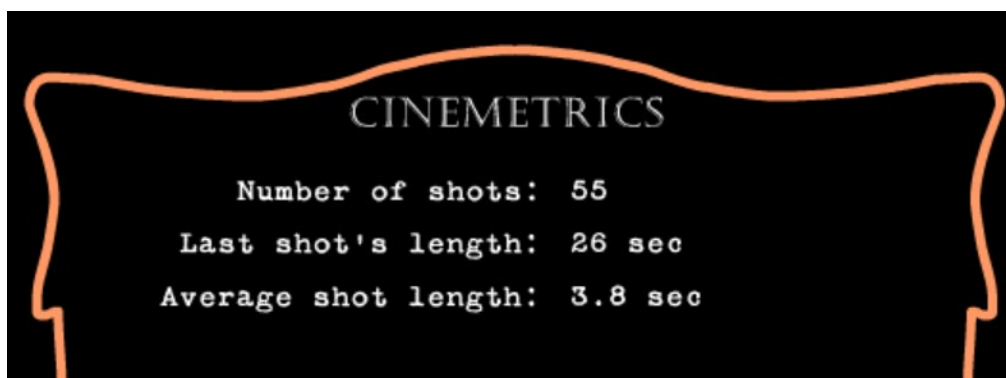 CINEMETRICS
Number of shots: 55
Last shot's length: 26 sec
Average shot length: 3.8 sec